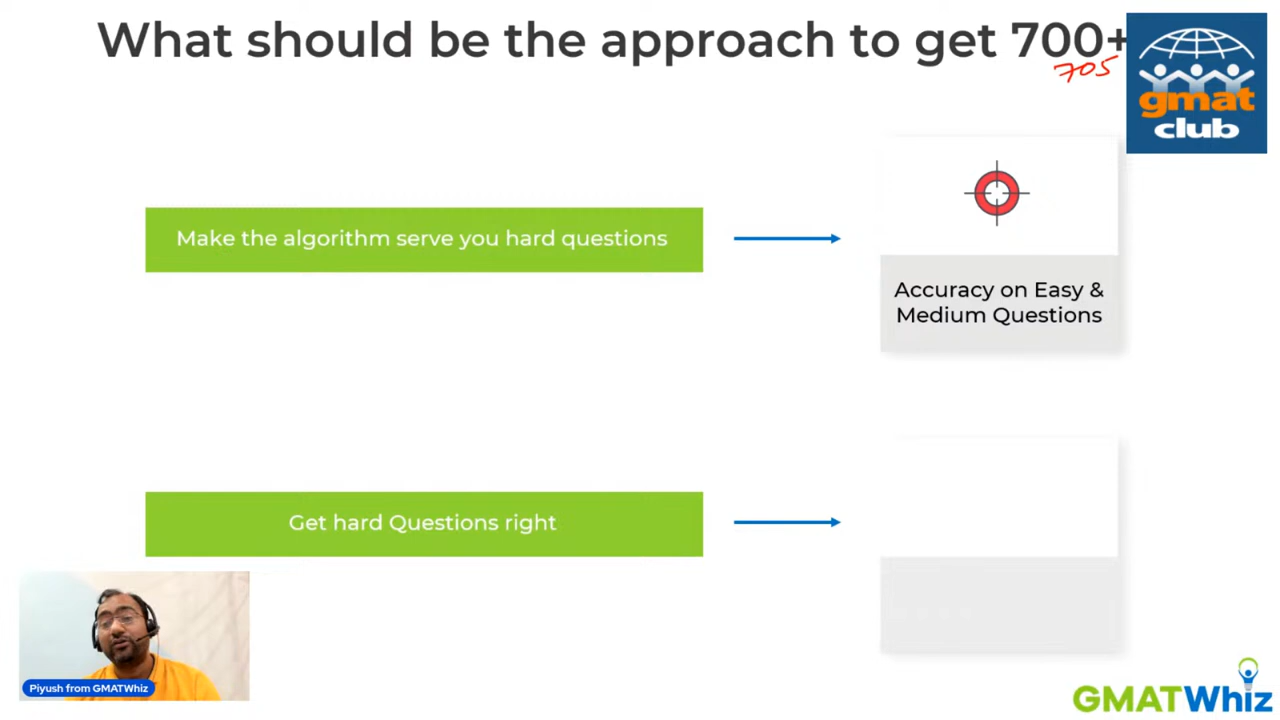 What should be the approach to get 700+
705
gmat
club
Make the algorithm serve you hard questions
Accuracy on Easy &
Medium Questions
Get hard Questions right
Piyush from GMATWhiz
GMATWhiz